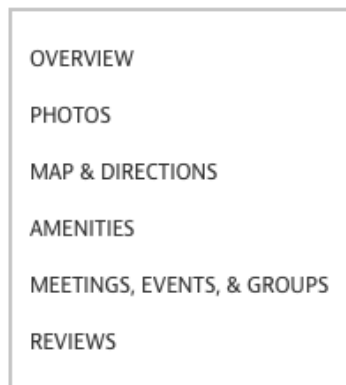 OVERVIEW
PHOTOS
MAP & DIRECTIONS
AMENITIES
MEETINGS, EVENTS, & GROUPS
REVIEWS